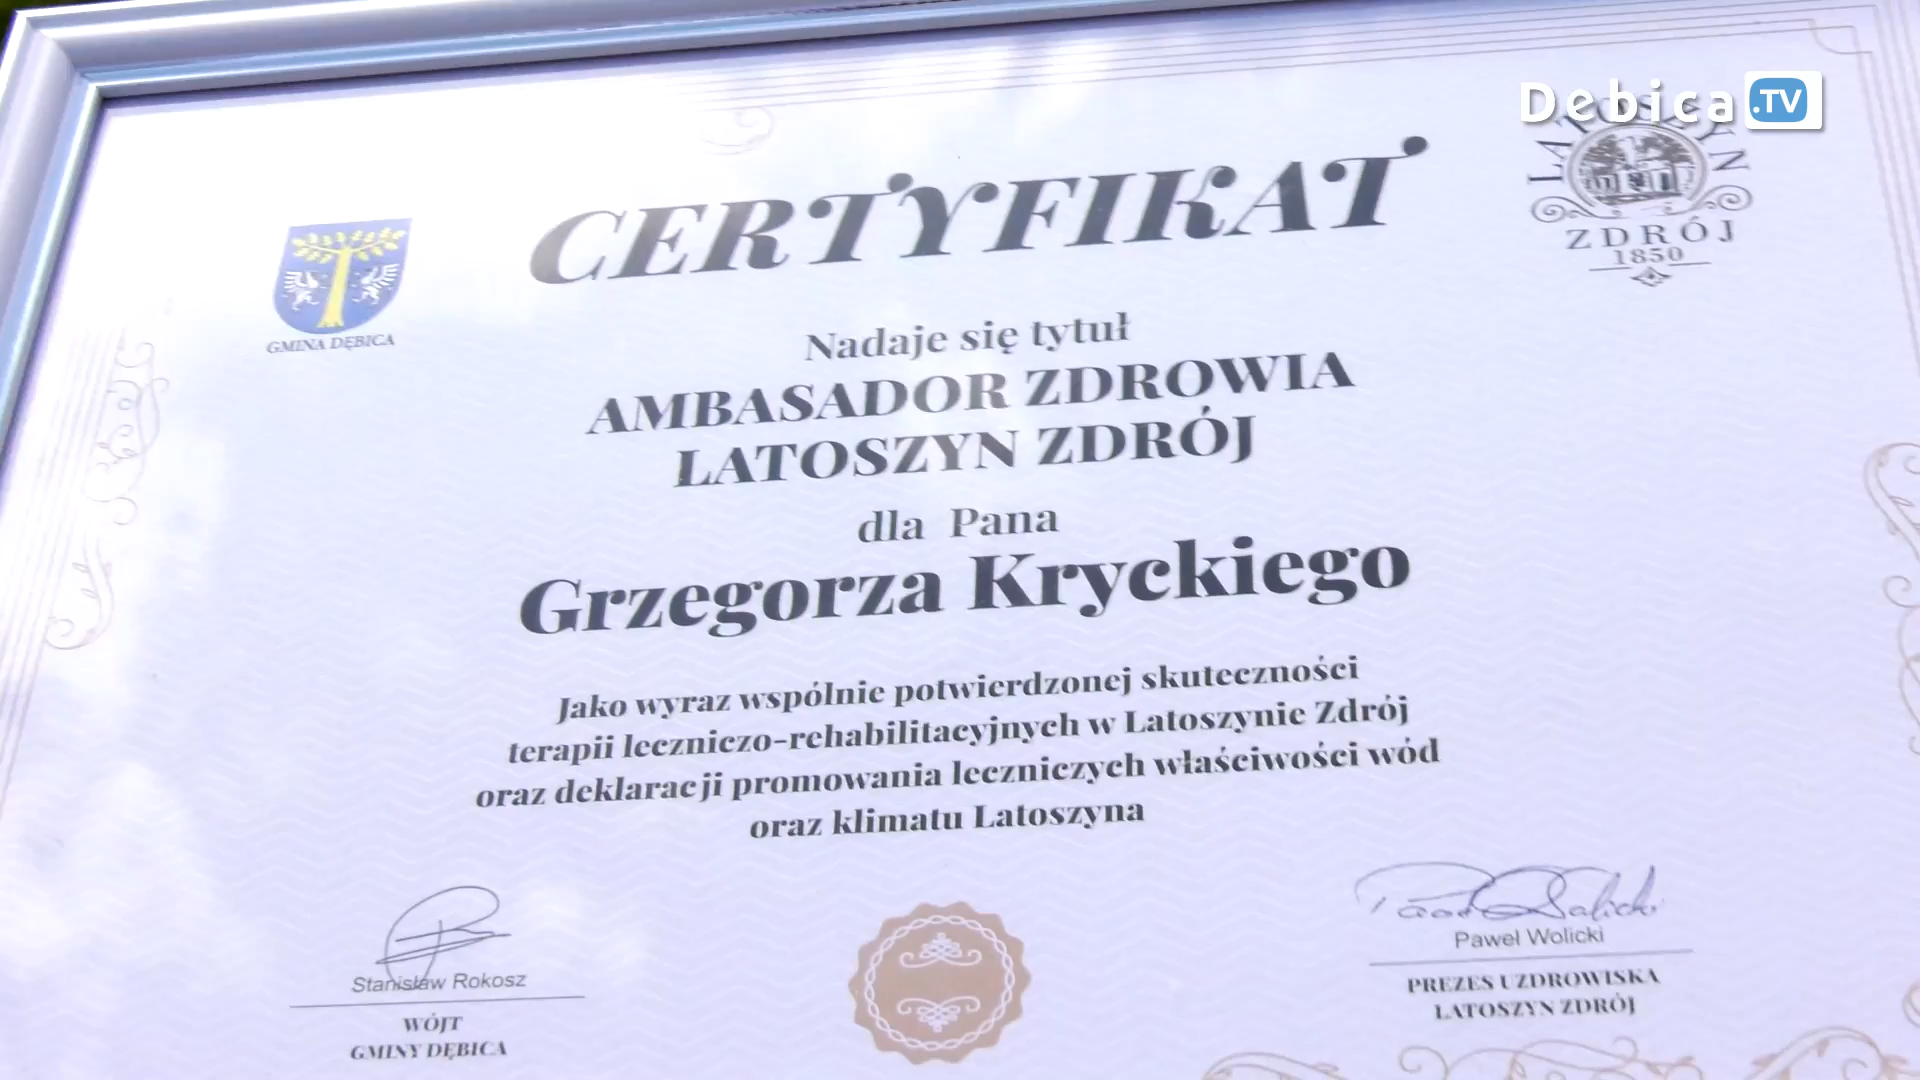 Debica.TV
LATOSZYN
ZDRÓJ
1850
GMINA DĘBICA
CERTYFIKAT
Nadaje się tytuł
AMBASADOR ZDROWIA
LATOSZYN ZDRÓJ
dla Pana
Grzegorza Kryckiego
Jako wyraz wspólnie potwierdzonej skuteczności
terapii leczniczo-rehabilitacyjnych w Latoszynie Zdrój
oraz deklaracji promowania leczniczych właściwości wód
oraz klimatu Latoszyna
Stanisław Rokosz
WÓJT
GMINY DĘBICA
Paweł Wolicki
Paweł Wolicki
PREZES UZDROWISKA
LATOSZYN ZDRÓJ